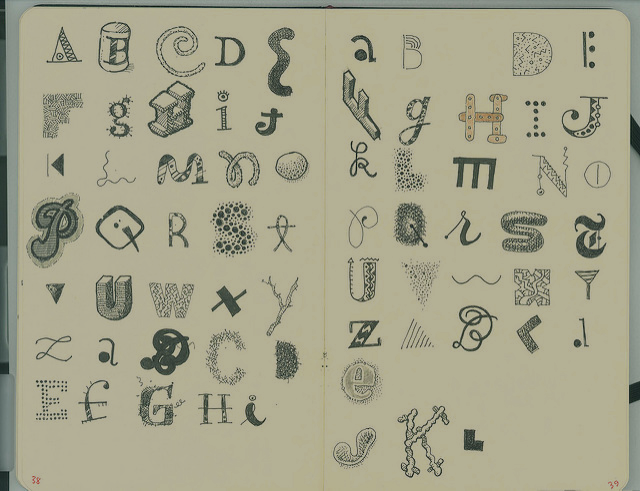 A B C D E
F g H i J
K L M n O
P Q R S t
V U W X y
Z a B C D
E f G H i
38
a B D E
F g H I J
k L m N O
P Q r S T
U V ~ X Y
Z B C d
e
J K L
39